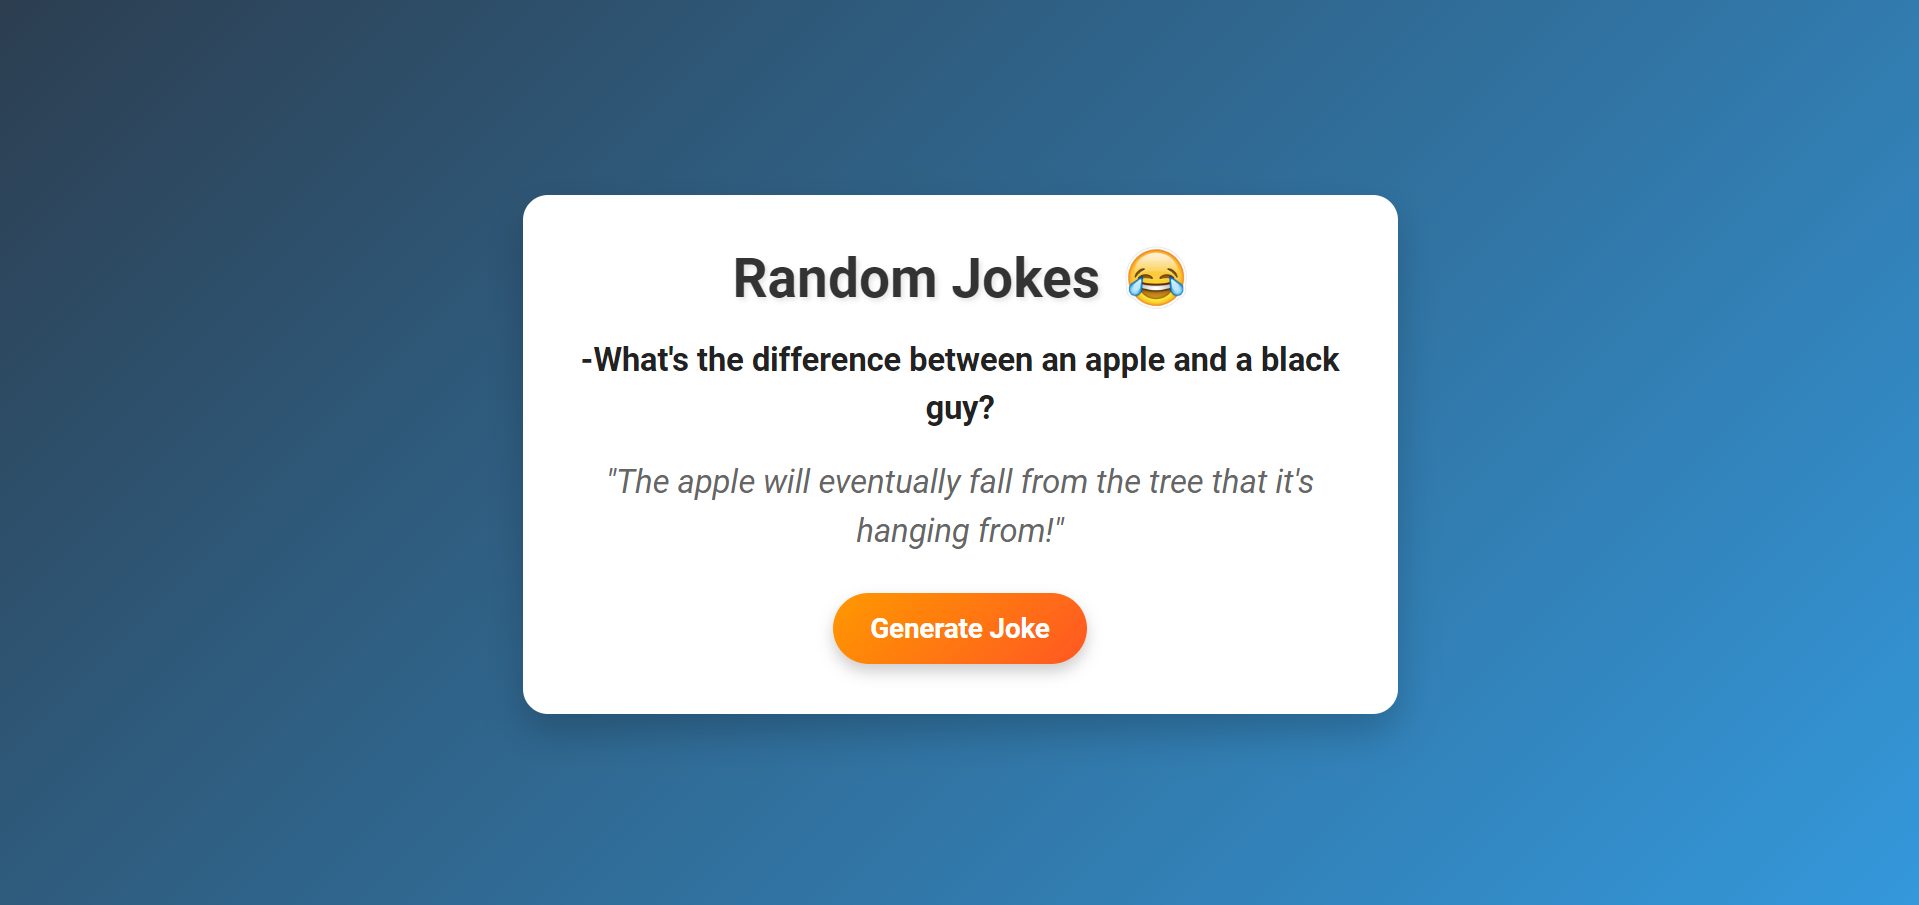 Random Jokes 😂
-What's the difference between an apple and a black
guy?
"The apple will eventually fall from the tree that it's
hanging from!"
Generate Joke